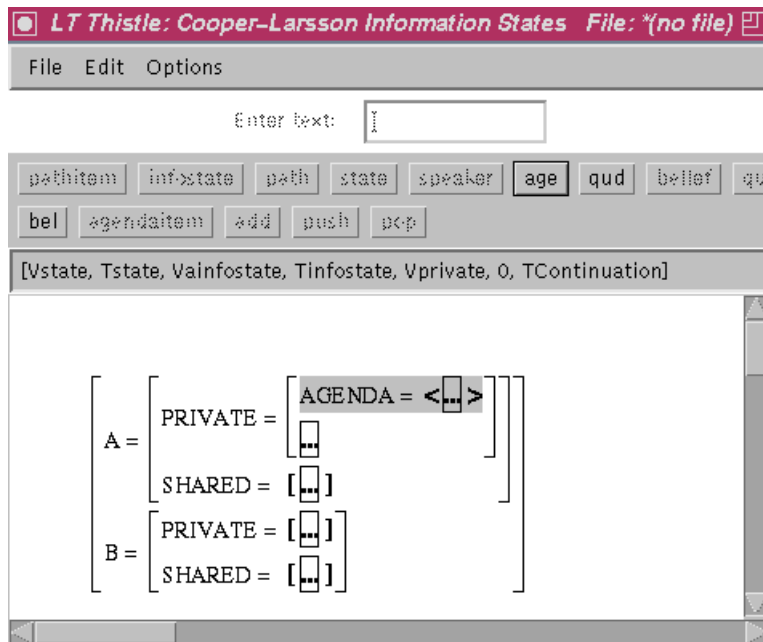 LT Thistle: Cooper-Larsson Information States File: *(no file)
File Edit Options
Enter text:
pathitem infostate path state speaker age qud belief qu
bel agendaitem add push pop
[Vstate, Tstate, Vainfostate, Tinfostate, Vprivate, 0, TContinuation]
AGENDA = <...>
PRIVATE =
A =
...
SHARED = [...]
PRIVATE = [...]
B =
SHARED = [...]